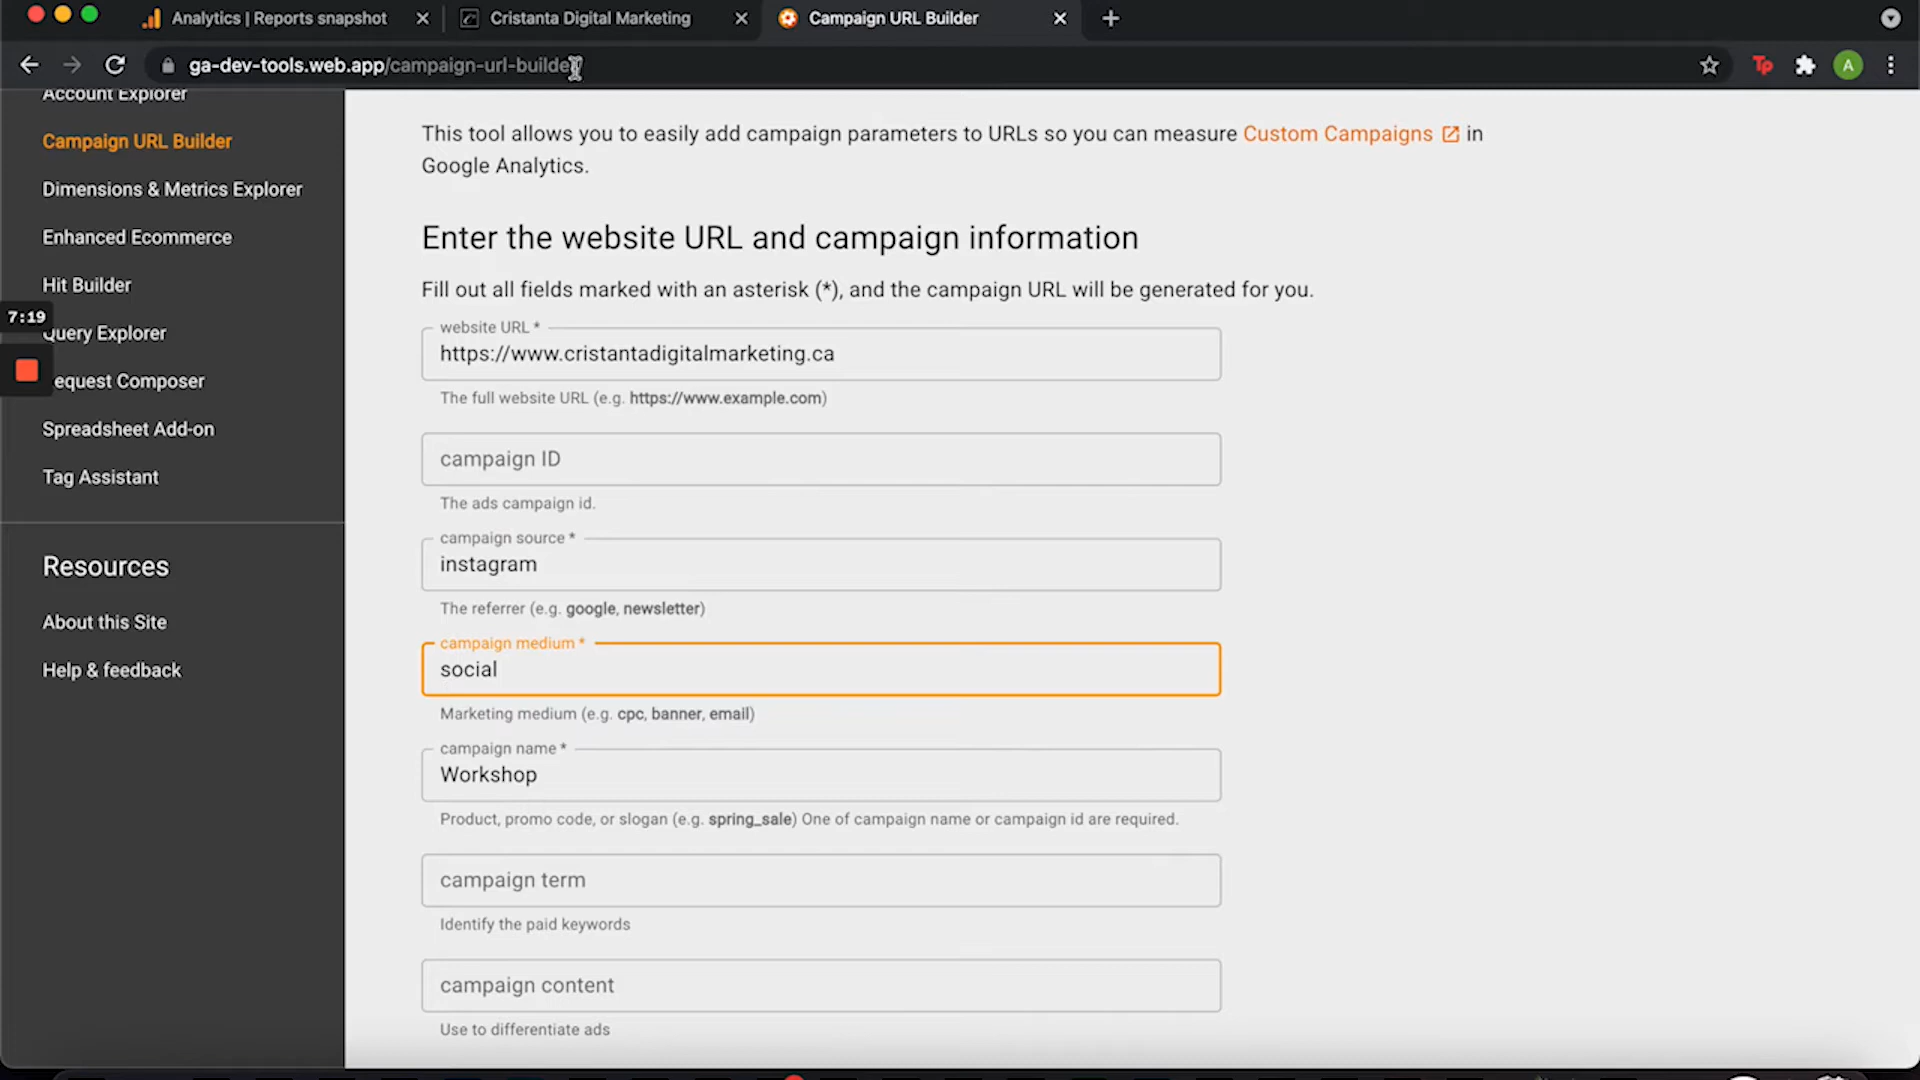 Analytics | Reports snapshot
Cristanta Digital Marketing
Campaign URL Builder
ga-dev-tools.web.app/campaign-url-builde
Tp
A
Account Explorer
Campaign URL Builder
Dimensions & Metrics Explorer
Enhanced Ecommerce
Hit Builder
7:19
Query Explorer
equest Composer
Spreadsheet Add-on
Tag Assistant
Resources
About this Site
Help & feedback
This tool allows you to easily add campaign parameters to URLs so you can measure Custom Campaigns in
Google Analytics.
Enter the website URL and campaign information
Fill out all fields marked with an asterisk (*), and the campaign URL will be generated for you.
website URL *
https://www.cristantadigitalmarketing.ca
The full website URL (e.g. https://www.example.com)
campaign ID
The ads campaign id.
campaign source *
instagram
The referrer (e.g. google, newsletter)
campaign medium *
social
Marketing medium (e.g. cpc, banner, email)
campaign name *
Workshop
Product, promo code, or slogan (e.g. spring_sale) One of campaign name or campaign id are required.
campaign term
Identify the paid keywords
campaign content
Use to differentiate ads